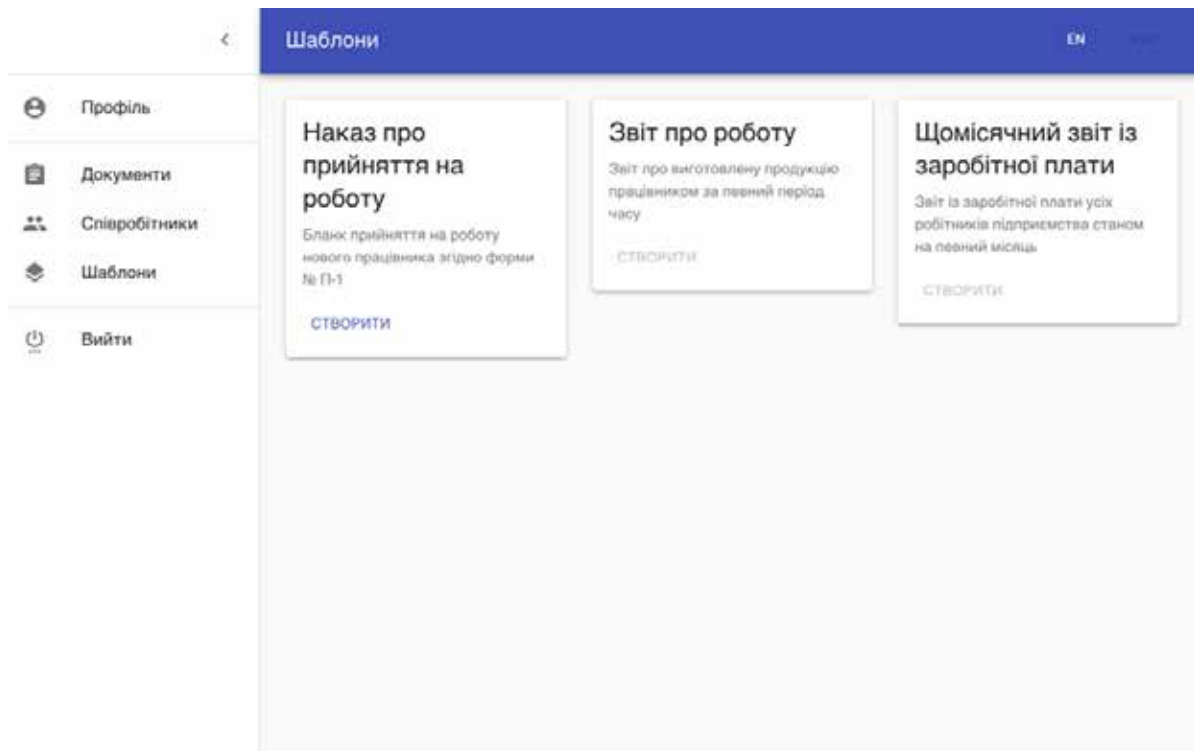 Шаблони
EN
Профіль
Документи
Співробітники
Шаблони
Вийти
Наказ про
прийняття на
роботу
Бланк прийняття на роботу
нового працівника згідно форми
№ П-1
СТВОРИТИ
Звіт про роботу
Звіт про виготовлену продукцію
працівником за певний період
часу
СТВОРИТИ
Щомісячний звіт із
заробітної плати
Звіт із заробітної плати усіх
робітників підприємства станом
на певний місяць
СТВОРИТИ